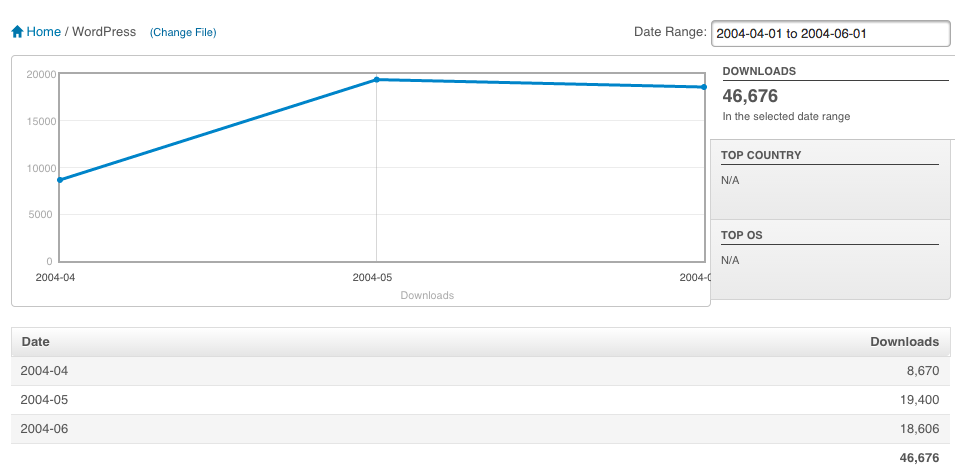 Home / WordPress (Change File)
Date Range: 2004-04-01 to 2004-06-01
20000
15000
10000
5000
0
2004-04 2004-05 2004-0
Downloads
DOWNLOADS
46,676
In the selected date range
TOP COUNTRY
N/A
TOP OS
N/A
Date Downloads
2004-04 8,670
2004-05 19,400
2004-06 18,606
46,676